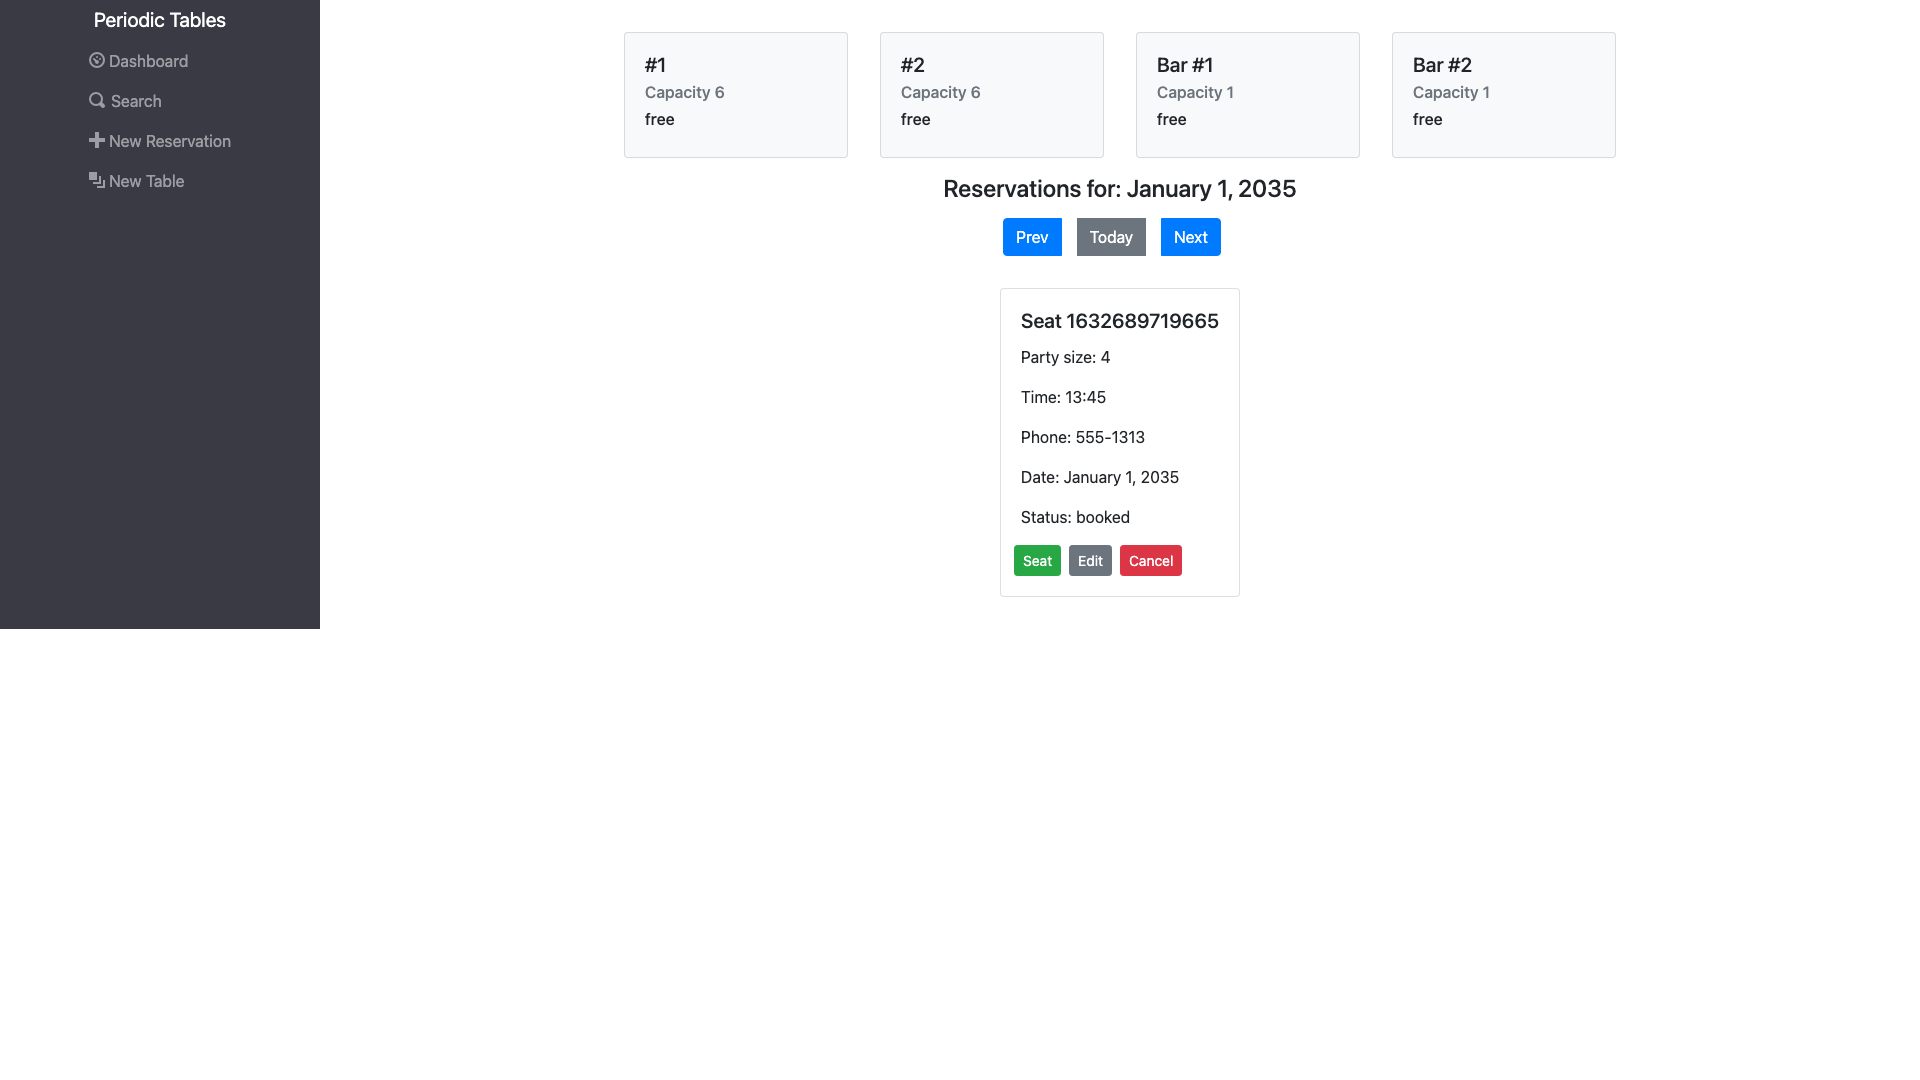 Periodic Tables
Dashboard
Search
New Reservation
New Table
#1
Capacity 6
free
#2
Capacity 6
free
Bar #1
Capacity 1
free
Bar #2
Capacity 1
free
Reservations for: January 1, 2035
Prev
Today
Next
Seat 1632689719665
Party size: 4
Time: 13:45
Phone: 555-1313
Date: January 1, 2035
Status: booked
Seat
Edit
Cancel